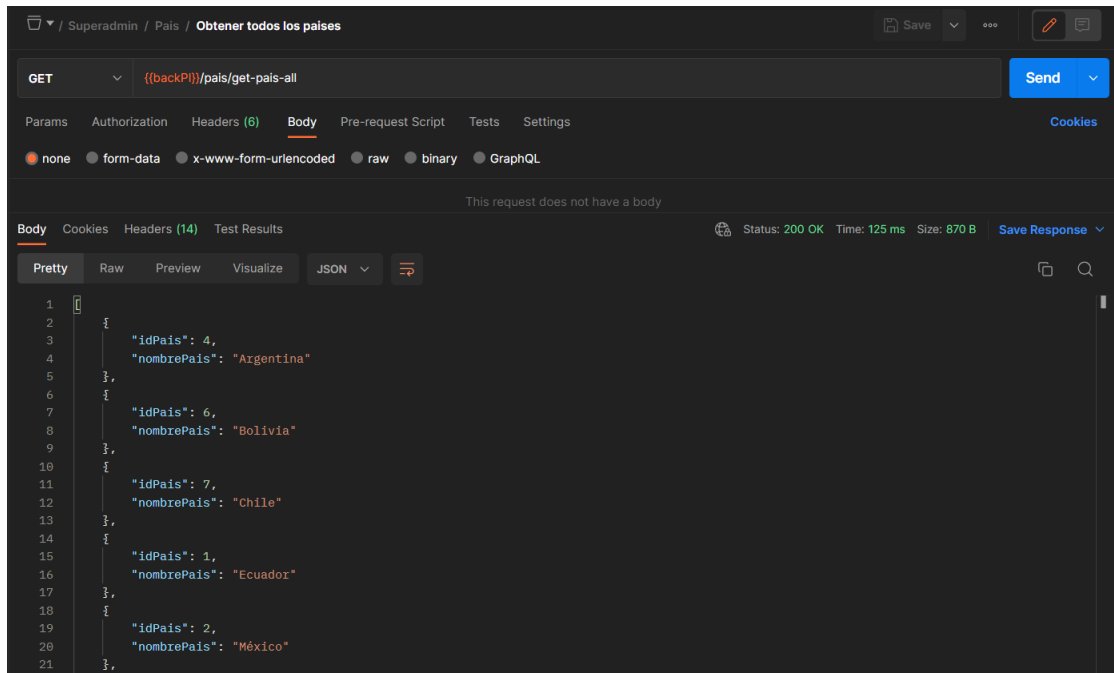 / Superadmin / Pais / Obtener todos los paises Save
GET {{backPI}}/pais/get-pais-all Send
Params Authorization Headers (6) Body Pre-request Script Tests Settings Cookies
none form-data x-www-form-urlencoded raw binary GraphQL
This request does not have a body
Body Cookies Headers (14) Test Results Status: 200 OK Time: 125 ms Size: 870 B Save Response
Pretty Raw Preview Visualize JSON
1 [
2 {
3 "idPais": 4,
4 "nombrePais": "Argentina"
5 },
6 {
7 "idPais": 6,
8 "nombrePais": "Bolivia"
9 },
10 {
11 "idPais": 7,
12 "nombrePais": "Chile"
13 },
14 {
15 "idPais": 1,
16 "nombrePais": "Ecuador"
17 },
18 {
19 "idPais": 2,
20 "nombrePais": "México"
21 },